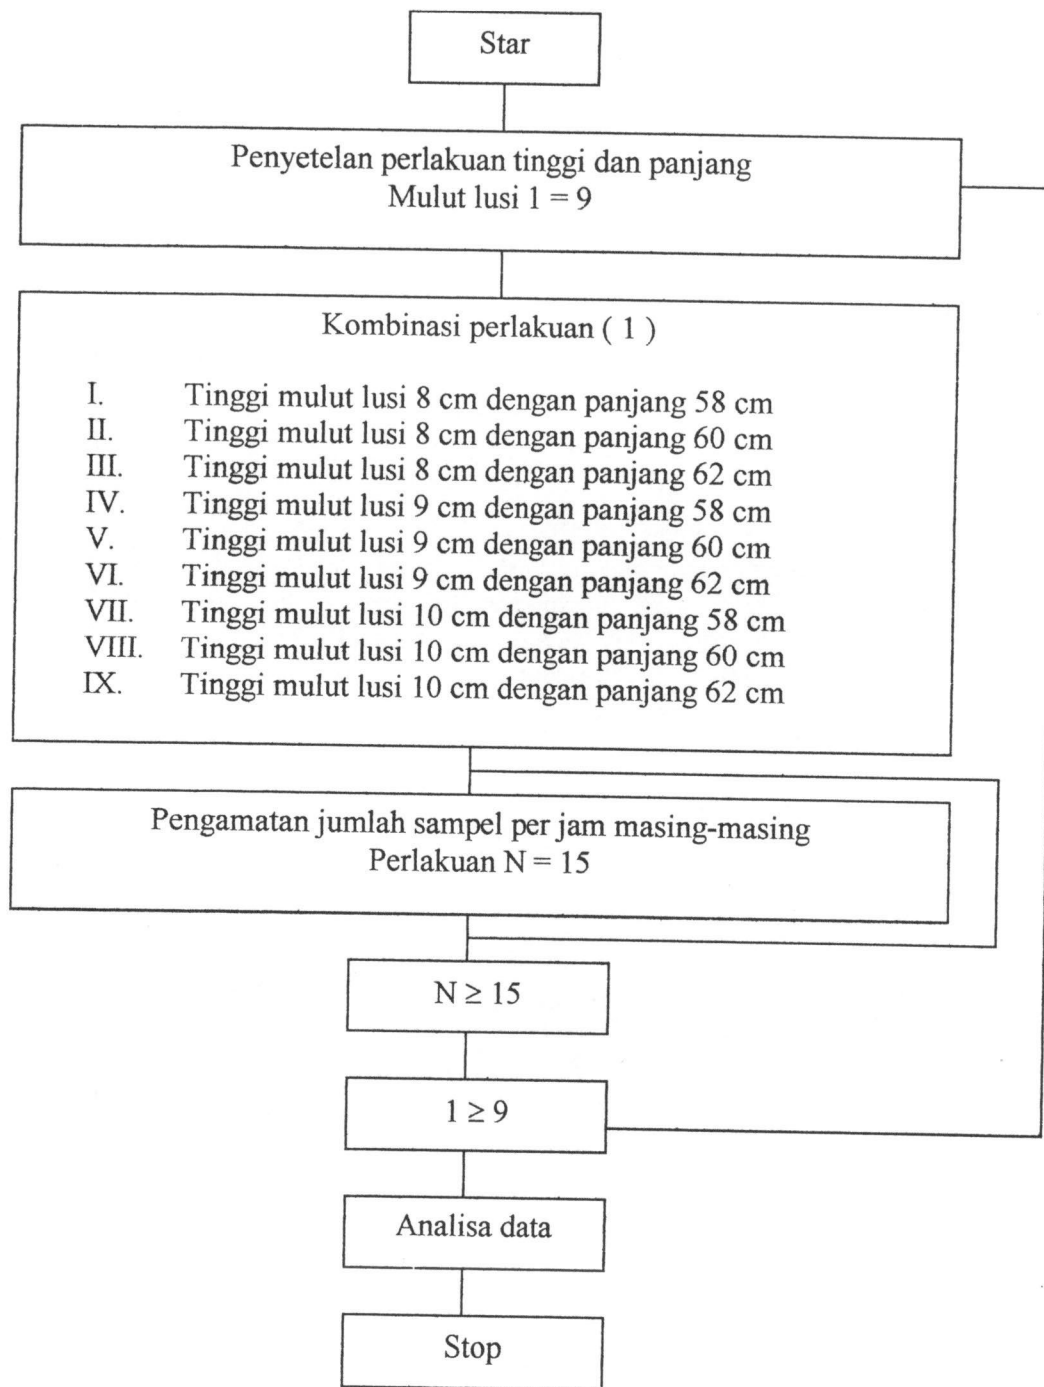 Star
Penyetelan perlakuan tinggi dan panjang
Mulut lusi 1 = 9
Kombinasi perlakuan ( 1 )
I. Tinggi mulut lusi 8 cm dengan panjang 58 cm
II. Tinggi mulut lusi 8 cm dengan panjang 60 cm
III. Tinggi mulut lusi 8 cm dengan panjang 62 cm
IV. Tinggi mulut lusi 9 cm dengan panjang 58 cm
V. Tinggi mulut lusi 9 cm dengan panjang 60 cm
VI. Tinggi mulut lusi 9 cm dengan panjang 62 cm
VII. Tinggi mulut lusi 10 cm dengan panjang 58 cm
VIII. Tinggi mulut lusi 10 cm dengan panjang 60 cm
IX. Tinggi mulut lusi 10 cm dengan panjang 62 cm
Pengamatan jumlah sampel per jam masing-masing
Perlakuan N = 15
N ≥ 15
1 ≥ 9
Analisa data
Stop